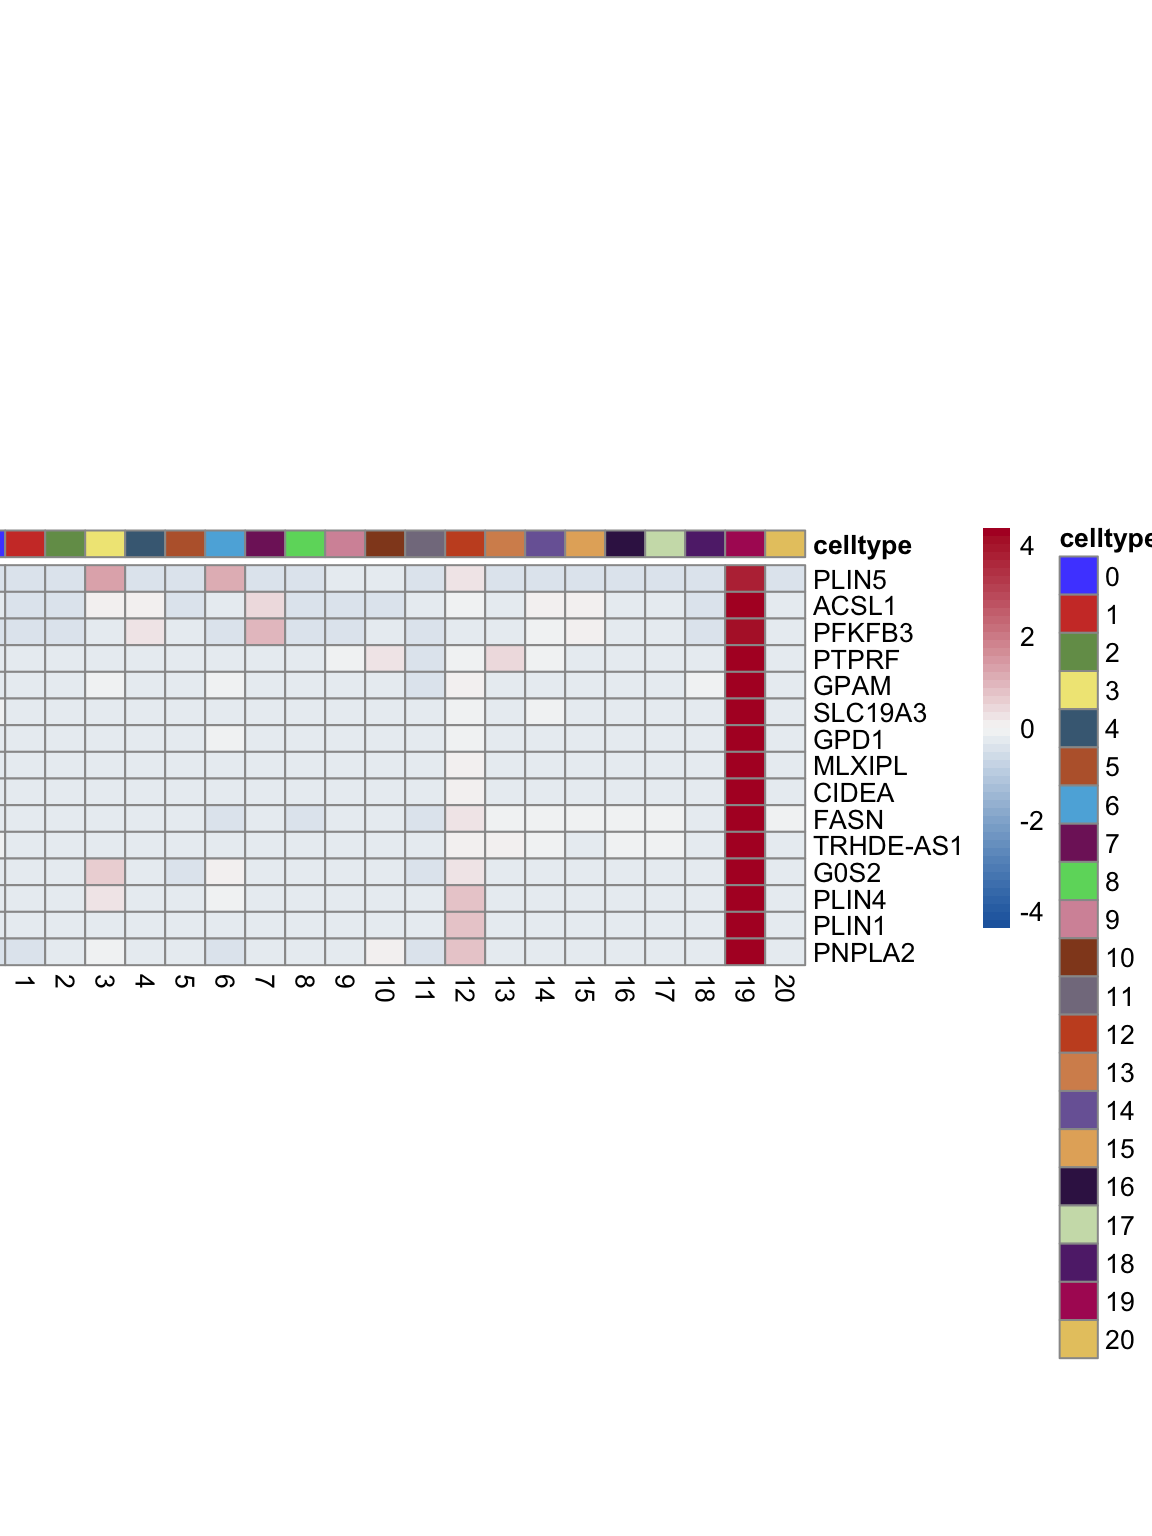 celltype
PLIN5
ACSL1
PFKFB3
PTPRF
GPAM
SLC19A3
GPD1
MLXIPL
CIDEA
FASN
TRHDE-AS1
G0S2
PLIN4
PLIN1
PNPLA2
1 2 3 4 5 6 7 8 9 10 11 12 13 14 15 16 17 18 19 20
4
2
0
-2
-4
celltype
0
1
2
3
4
5
6
7
8
9
10
11
12
13
14
15
16
17
18
19
20